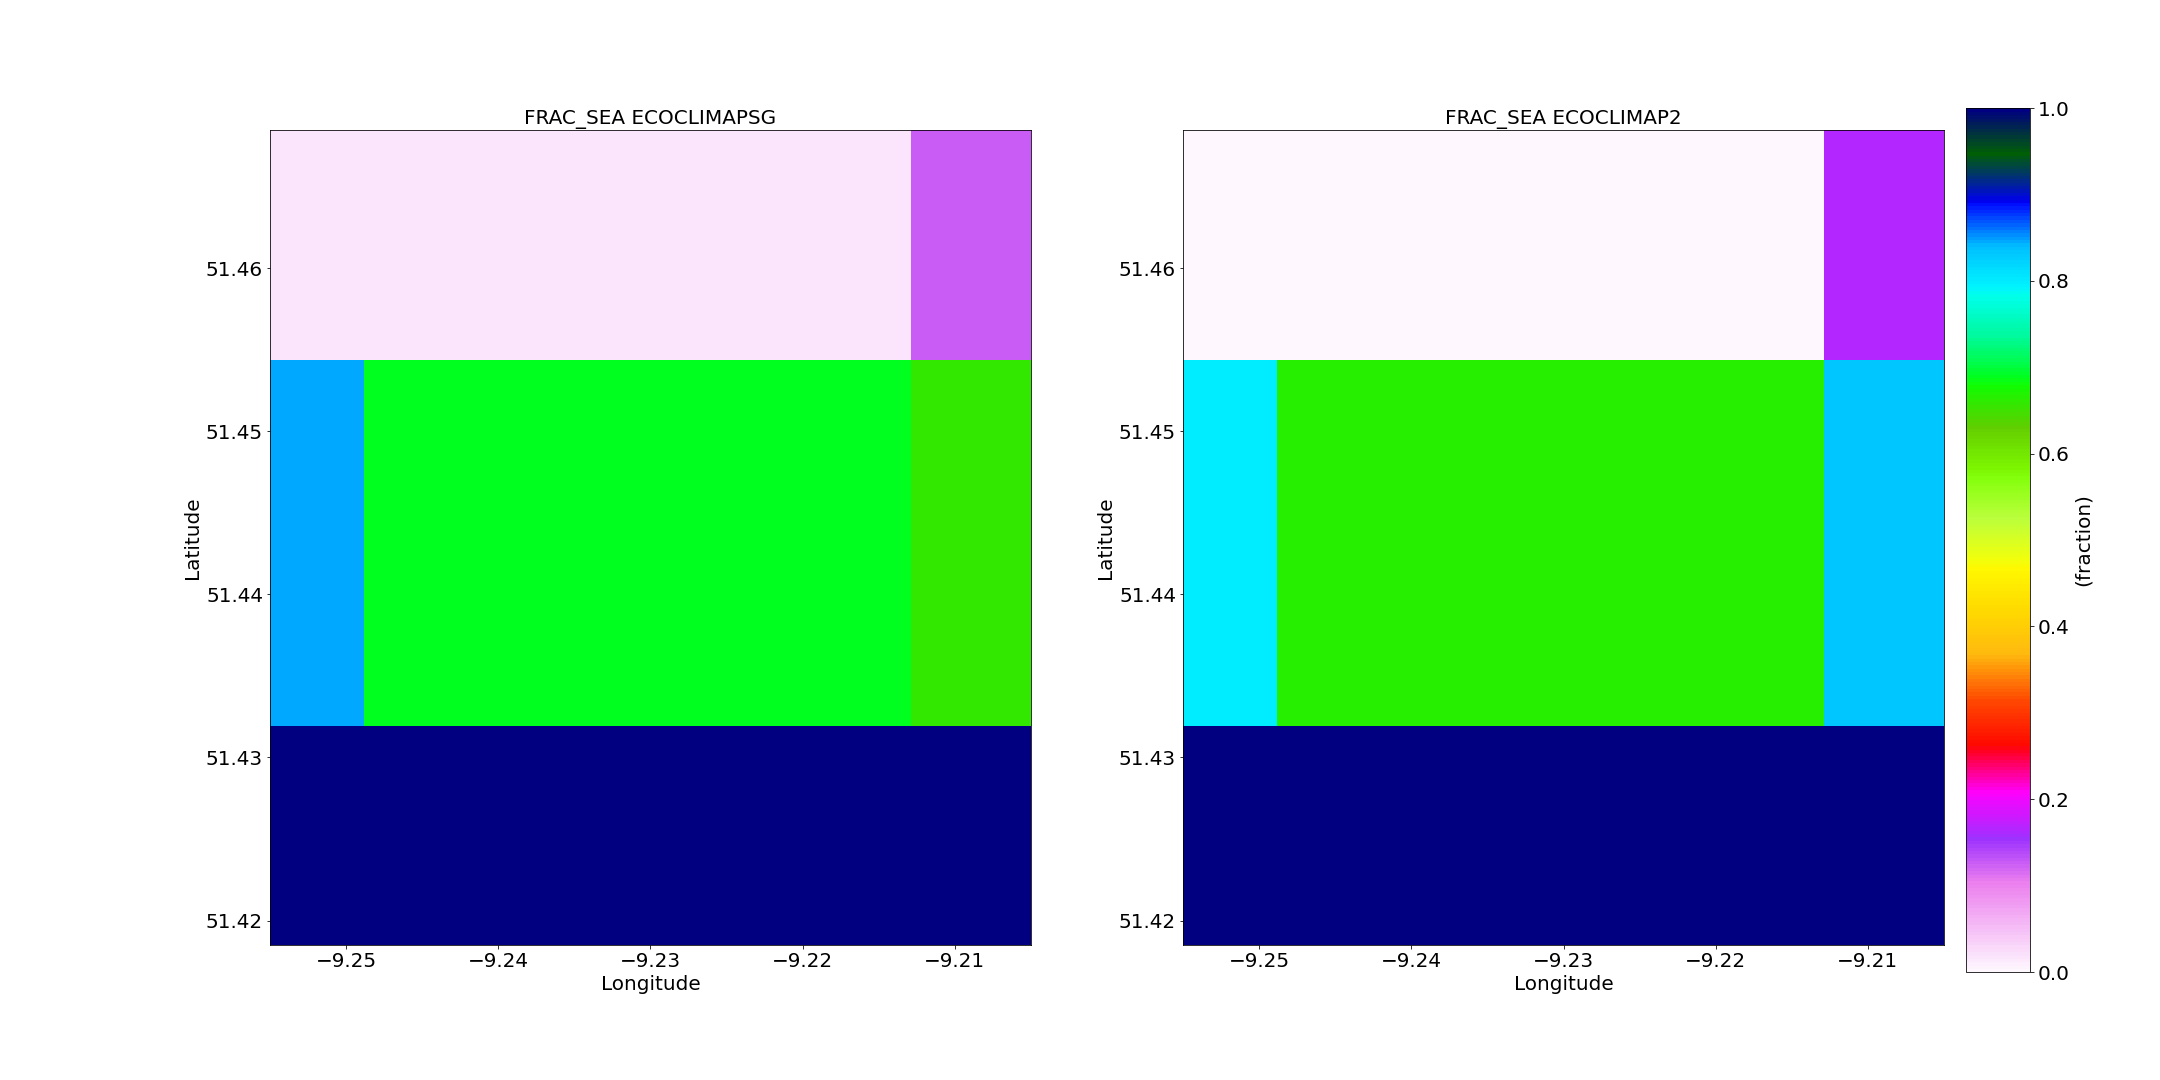 FRAC_SEA ECOCLIMAPSG
51.46
51.45
51.44
51.43
51.42
Latitude
−9.25 −9.24 −9.23 −9.22 −9.21
Longitude
FRAC_SEA ECOCLIMAP2
51.46
51.45
51.44
51.43
51.42
Latitude
−9.25 −9.24 −9.23 −9.22 −9.21
Longitude
1.0
0.8
0.6
0.4
0.2
0.0
(fraction)